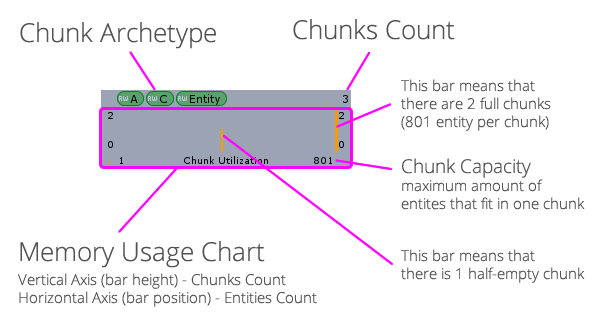 Chunk Archetype
Chunks Count
RW A RW C RW Entity
3
2
2
0
0
1
Chunk Utilization
801
This bar means that
there are 2 full chunks
(801 entity per chunk)
Chunk Capacity
maximum amount of
entites that fit in one chunk
This bar means that
there is 1 half-empty chunk
Memory Usage Chart
Vertical Axis (bar height) - Chunks Count
Horizontal Axis (bar position) - Entities Count